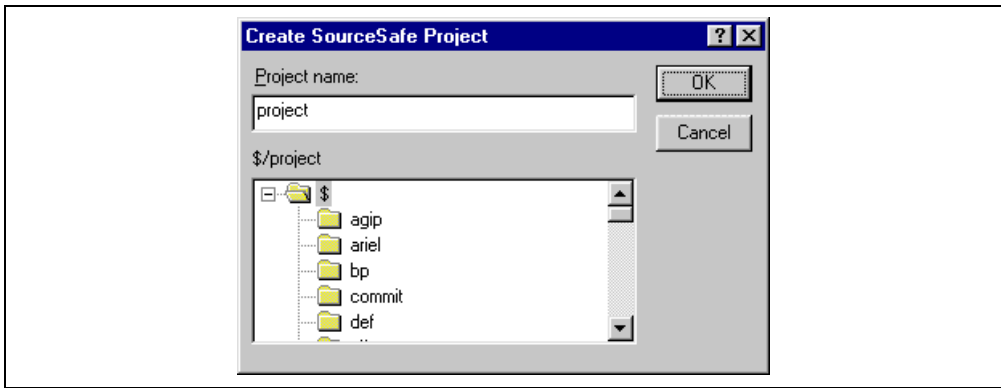 Create SourceSafe Project
Project name:
OK
project
Cancel
$/project
$
agip
ariel
bp
commit
def